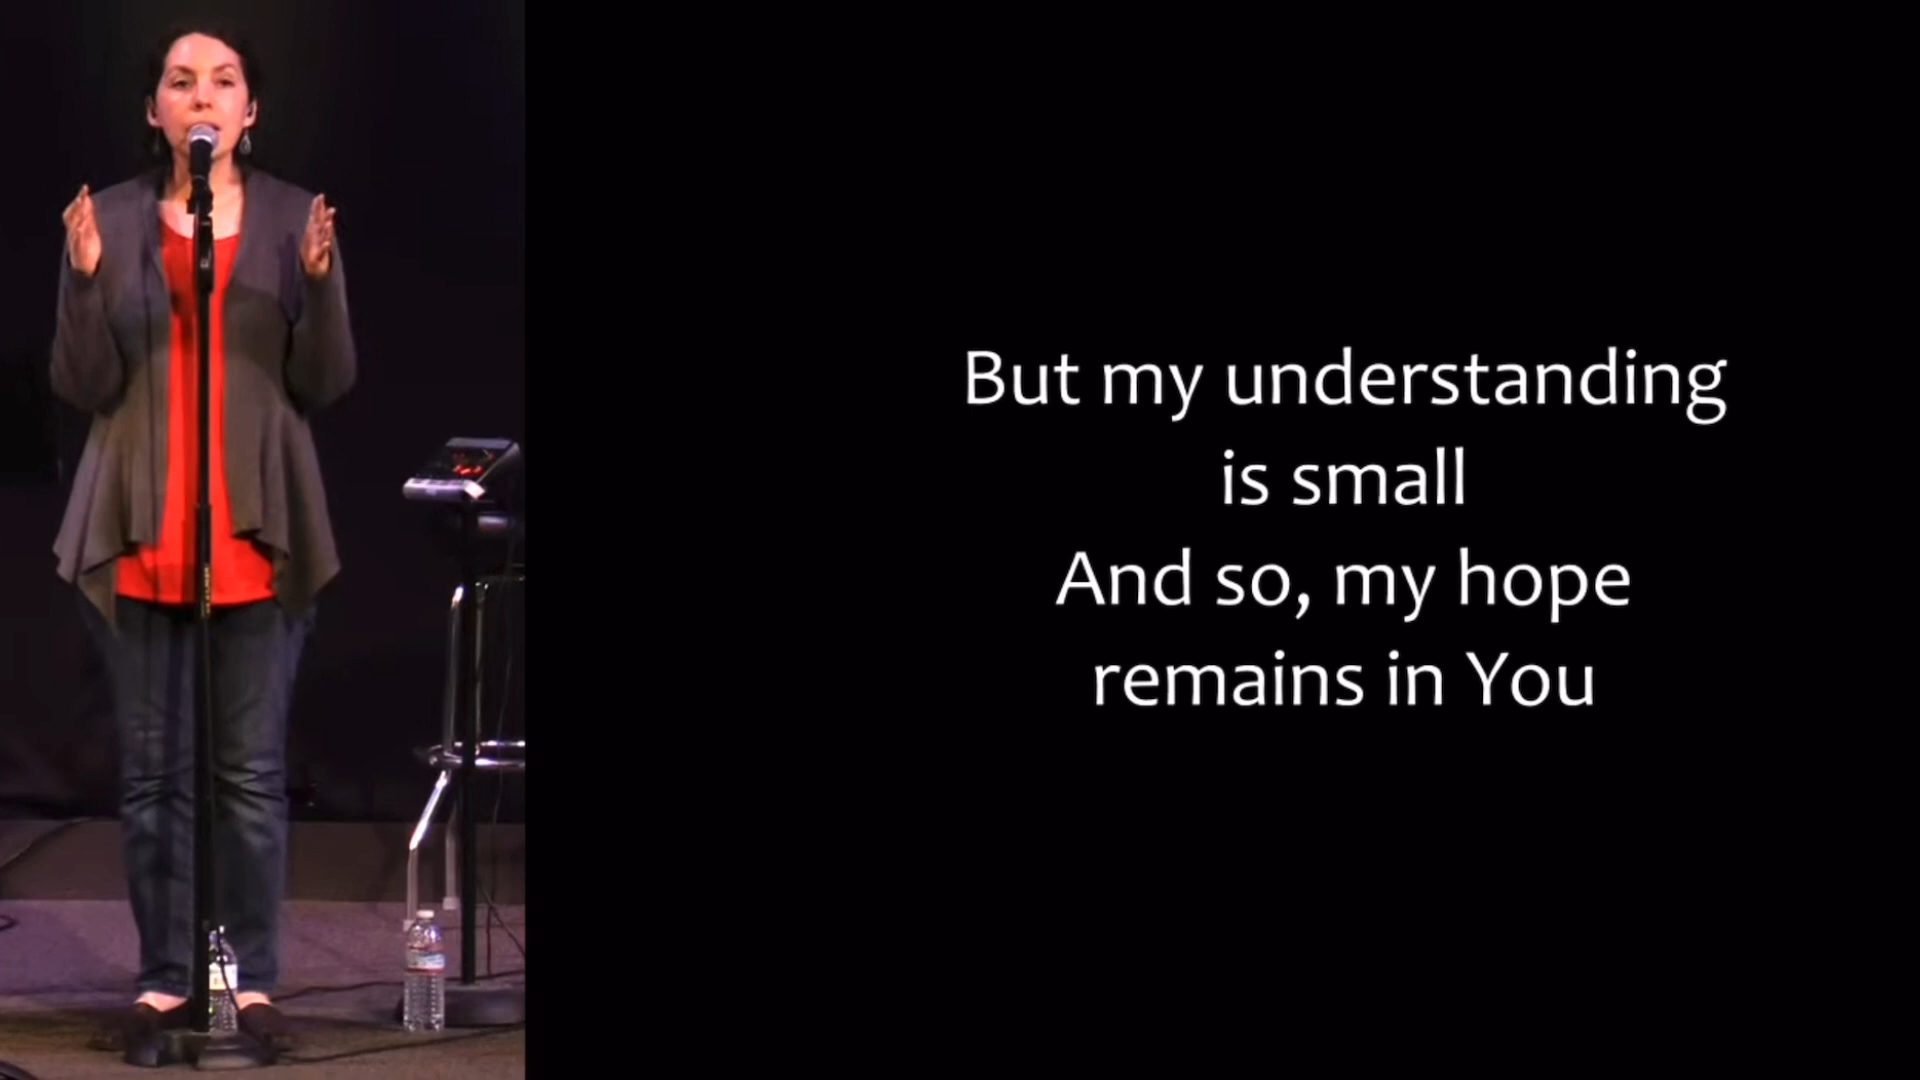 But my understanding
is small
And so, my hope
remains in You